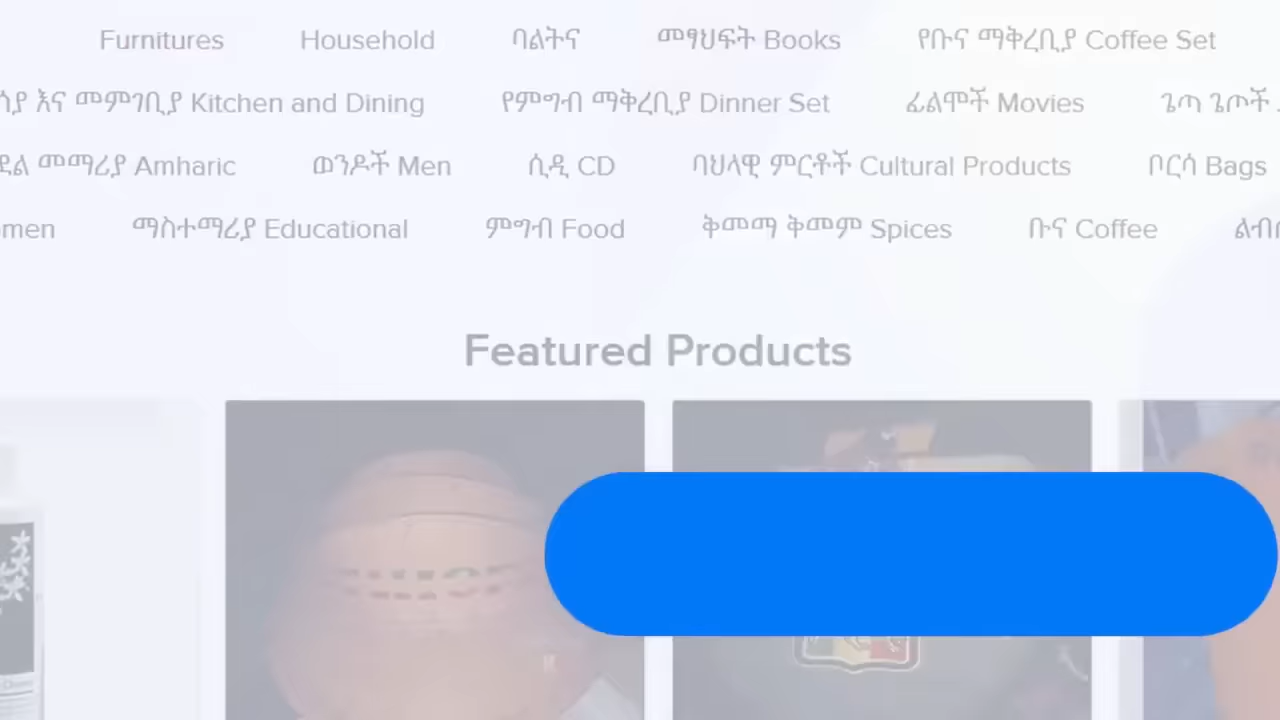 Furnitures Household ባልትና መፃህፍት Books የቡና ማቅረቢያ Coffee Set
እና መምገቢያ Kitchen and Dining የምግብ ማቅረቢያ Dinner Set ፊልሞች Movies ጌጣ ጌጦች
መማሪያ Amharic ወንዶች Men ሲዲ CD ባህላዊ ምርቶች Cultural Products ቦርሳ Bags
ማስተማሪያ Educational ምግብ Food ቅመማ ቅመም Spices ቡና Coffee
Featured Products